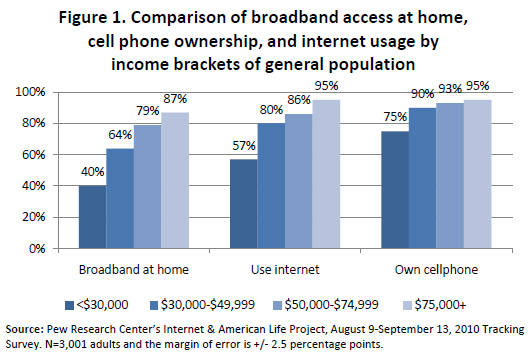 Figure 1. Comparison of broadband access at home,
cell phone ownership, and internet usage by
income brackets of general population
100%
80%
60%
40%
20%
0%
40%
64%
79%
87%
57%
80%
86%
95%
75%
90%
93%
95%
Broadband at home
Use internet
Own cellphone
<$30,000
$30,000-$49,999
$50,000-$74,999
$75,000+
Source: Pew Research Center's Internet & American Life Project, August 9-September 13, 2010 Tracking
Survey. N=3,001 adults and the margin of error is +/- 2.5 percentage points.